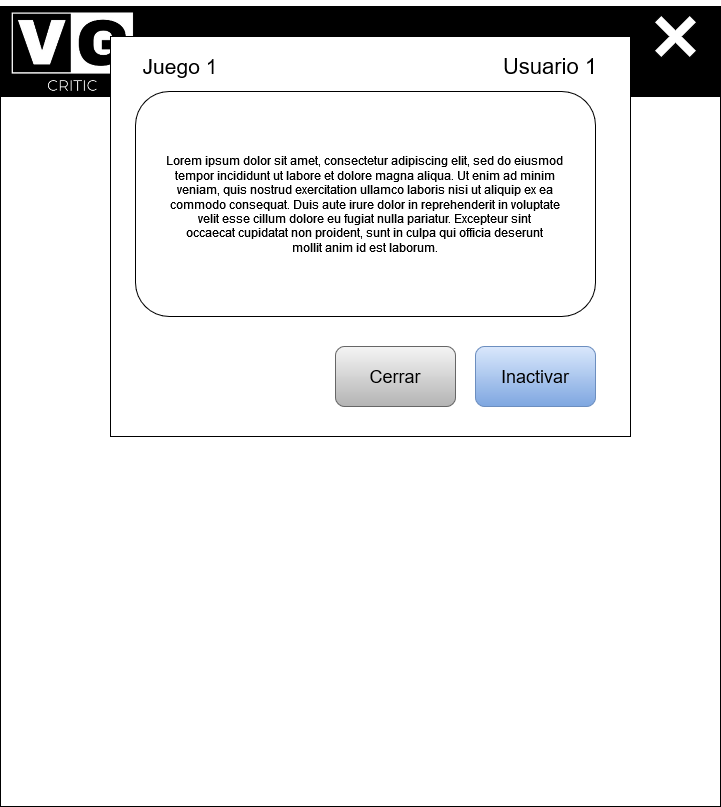 VG
CRITIC
Juego 1
Usuario 1
Lorem ipsum dolor sit amet, consectetur adipiscing elit, sed do eiusmod
tempor incididunt ut labore et dolore magna aliqua. Ut enim ad minim
veniam, quis nostrud exercitation ullamco laboris nisi ut aliquip ex ea
commodo consequat. Duis aute irure dolor in reprehenderit in voluptate
velit esse cillum dolore eu fugiat nulla pariatur. Excepteur sint
occaecat cupidatat non proident, sunt in culpa qui officia deserunt
mollit anim id est laborum.
Cerrar
Inactivar